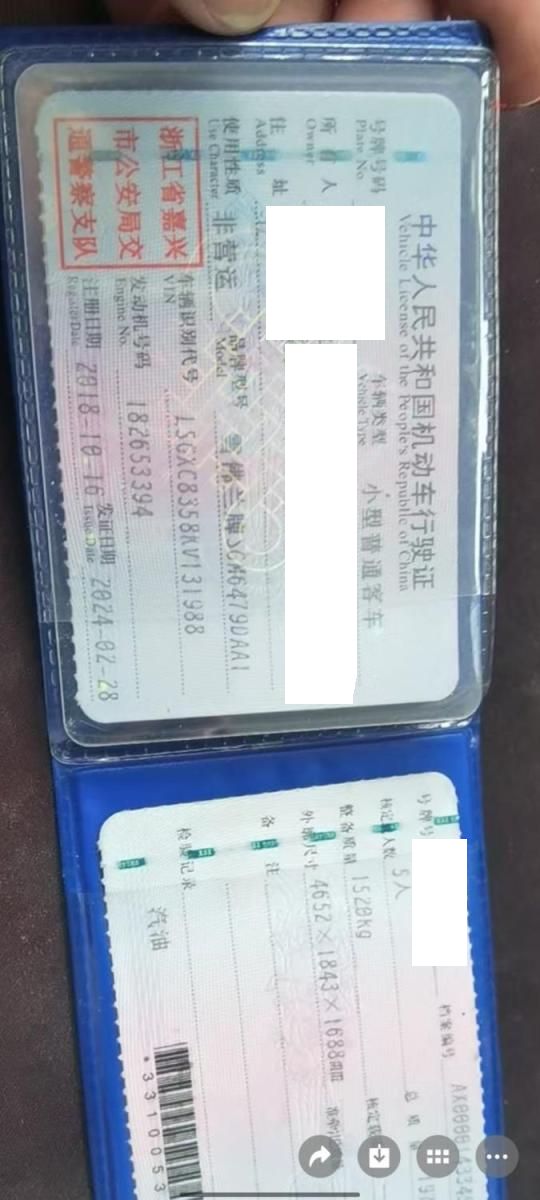 中华人民共和国机动车行驶证
Vehicle License of the People's Republic of China
号牌号码
Plate No.
车辆类型
Vehicle Type
小型普通客车
所有人
Owner
住址
Address
使用性质
Use Character
非营运
品牌型号
Model
雪佛兰牌SGM6479DAA1
浙江省嘉兴
市公安局交
通警察支队
车辆识别代号
VIN
LSGXC8358KV131988
发动机号码
Engine No.
182653394
注册日期
Register Date
2018-10-16
发证日期
Issue Date
2024-02-28
号牌号
档案编号
核定人数
5人
总质量
整备质量
1520kg
核定
外廓尺寸
4652×1843×1688mm
备注
检验记录
汽油
*3310053